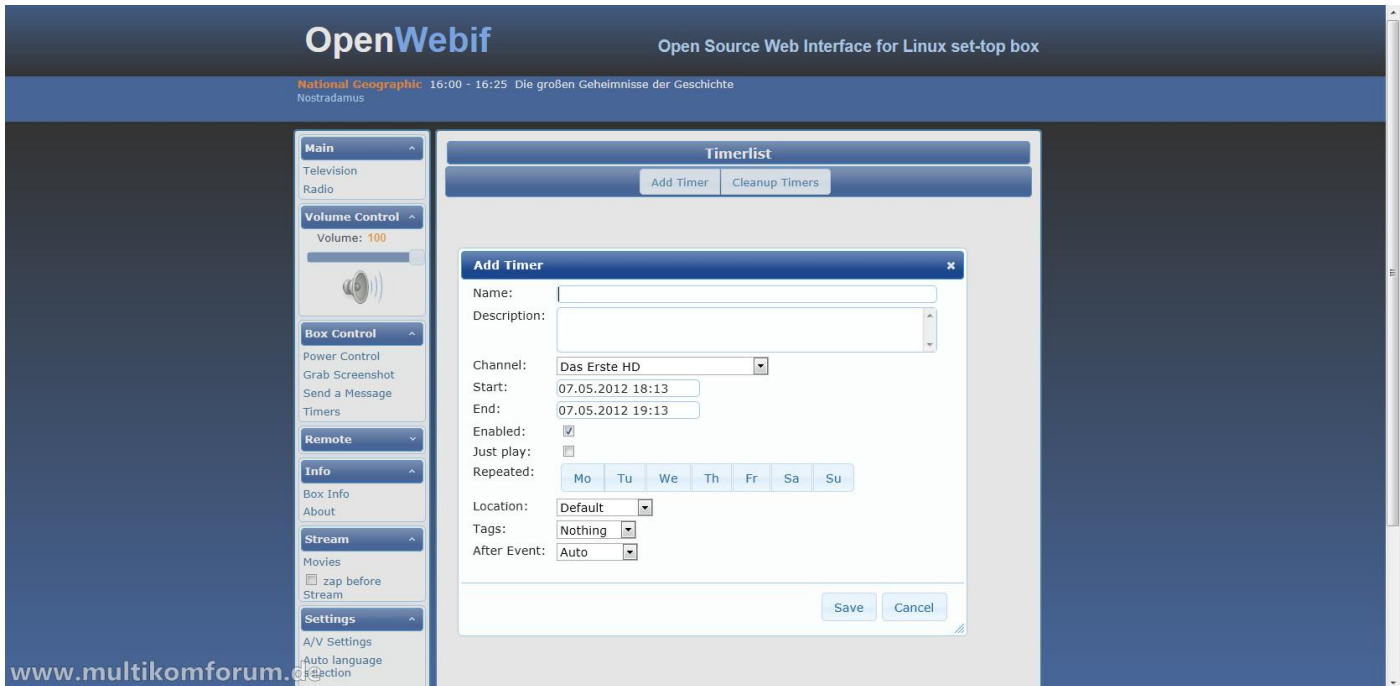 OpenWebif
Open Source Web Interface for Linux set-top box
National Geographic 16:00 - 16:25 Die großen Geheimnisse der Geschichte
Nostradamus
Main
Television
Radio
Volume Control
Volume: 100
Box Control
Power Control
Grab Screenshot
Send a Message
Timers
Remote
Info
Box Info
About
Stream
Movies
zap before
Stream
Settings
A/V Settings
Auto language
selection
Timerlist
Add Timer Cleanup Timers
Add Timer
Name:
Description:
Channel: Das Erste HD
Start: 07.05.2012 18:13
End: 07.05.2012 19:13
Enabled:
Just play:
Repeated: Mo Tu We Th Fr Sa Su
Location: Default
Tags: Nothing
After Event: Auto
Save Cancel
www.multikomforum.de